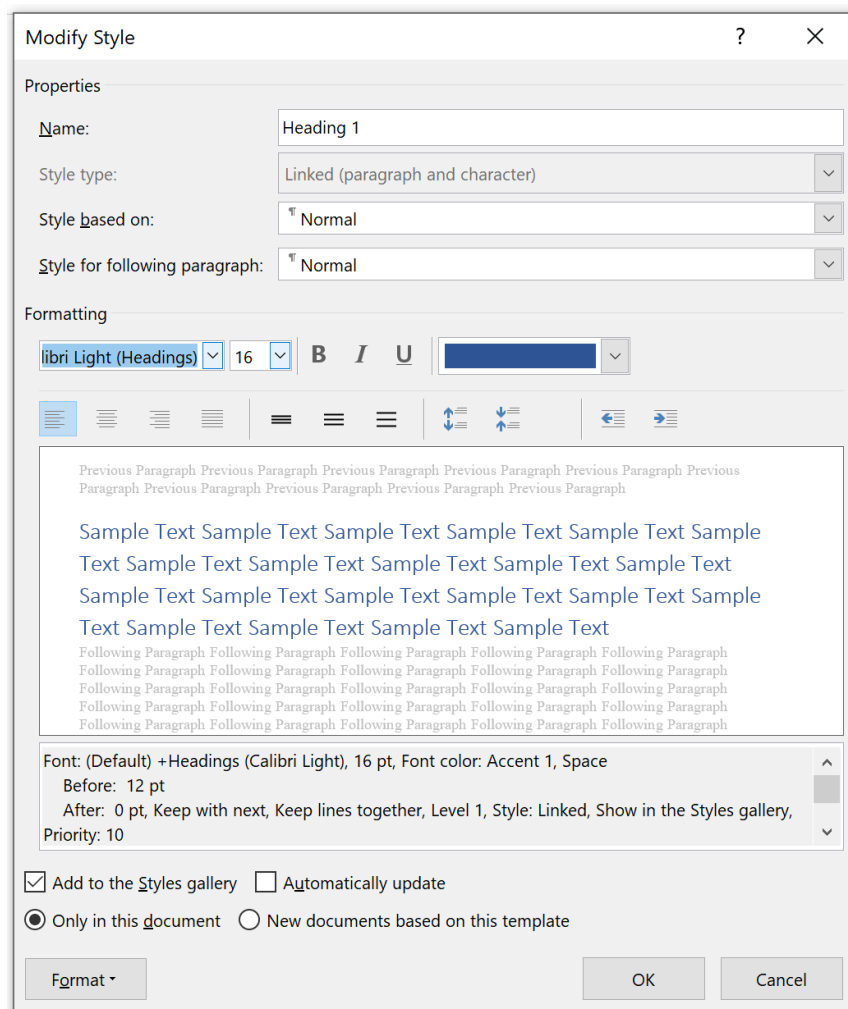 Modify Style ?
Properties
Name: Heading 1
Style type: Linked (paragraph and character)
Style based on: ¶ Normal
Style for following paragraph: ¶ Normal
Formatting
libri Light (Headings) 16 B I U
Previous Paragraph Previous Paragraph Previous Paragraph Previous Paragraph Previous Paragraph Previous
Paragraph Previous Paragraph Previous Paragraph Previous Paragraph Previous Paragraph
Sample Text Sample Text Sample Text Sample Text Sample Text Sample
Text Sample Text Sample Text Sample Text Sample Text Sample Text
Sample Text Sample Text Sample Text Sample Text Sample Text Sample
Text Sample Text Sample Text Sample Text Sample Text
Following Paragraph Following Paragraph Following Paragraph Following Paragraph Following Paragraph
Following Paragraph Following Paragraph Following Paragraph Following Paragraph Following Paragraph
Following Paragraph Following Paragraph Following Paragraph Following Paragraph Following Paragraph
Following Paragraph Following Paragraph Following Paragraph Following Paragraph Following Paragraph
Following Paragraph Following Paragraph Following Paragraph Following Paragraph Following Paragraph
Font: (Default) +Headings (Calibri Light), 16 pt, Font color: Accent 1, Space
Before: 12 pt
After: 0 pt, Keep with next, Keep lines together, Level 1, Style: Linked, Show in the Styles gallery,
Priority: 10
Add to the Styles gallery Automatically update
Only in this document New documents based on this template
Format OK Cancel